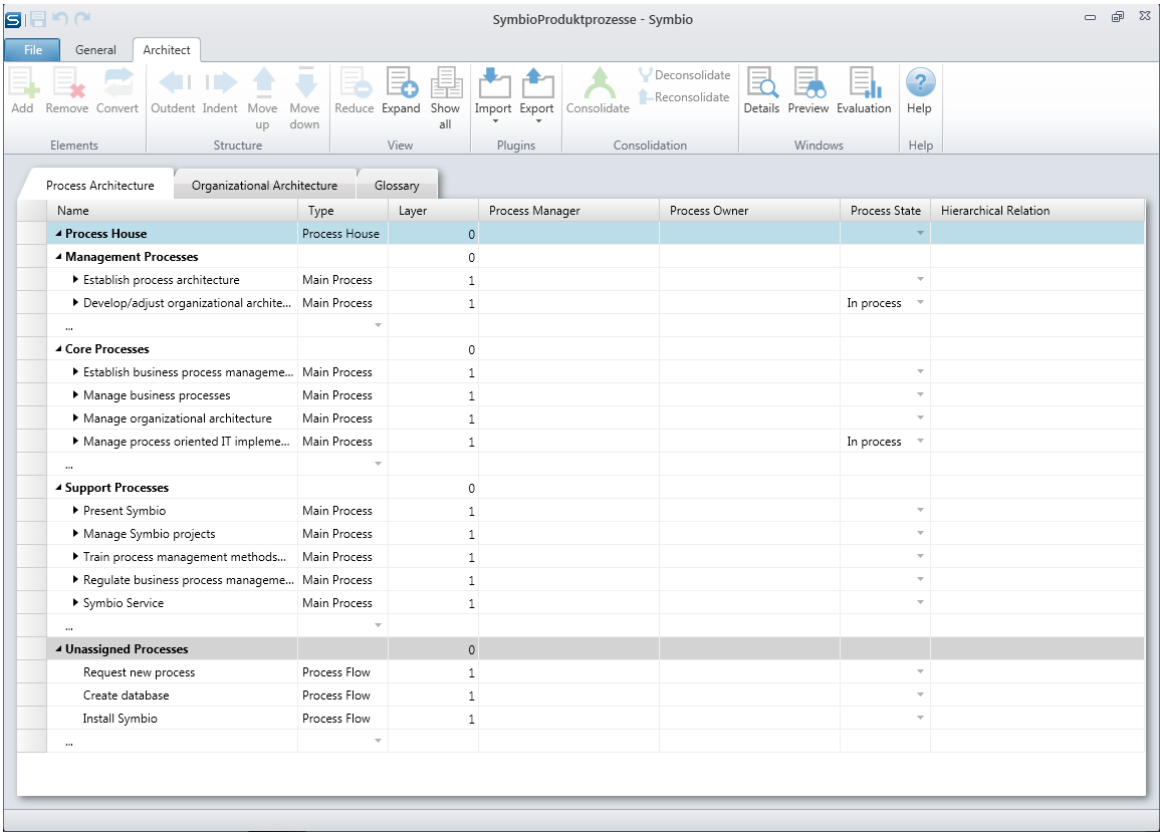 SymbioProduktprozesse - Symbio
File General Architect
Add Remove Convert Outdent Indent Move up Move down Reduce Expand Show all Import Export Consolidate Deconsolidate Reconsolidate Details Preview Evaluation Help
Elements Structure View Plugins Consolidation Windows Help
Process Architecture Organizational Architecture Glossary
Name Type Layer Process Manager Process Owner Process State Hierarchical Relation
Process House Process House 0
Management Processes 0
Establish process architecture Main Process 1
Develop/adjust organizational archite... Main Process 1 In process
...
Core Processes 0
Establish business process manageme... Main Process 1
Manage business processes Main Process 1
Manage organizational architecture Main Process 1
Manage process oriented IT impleme... Main Process 1 In process
...
Support Processes 0
Present Symbio Main Process 1
Manage Symbio projects Main Process 1
Train process management methods... Main Process 1
Regulate business process manageme... Main Process 1
Symbio Service Main Process 1
...
Unassigned Processes 0
Request new process Process Flow 1
Create database Process Flow 1
Install Symbio Process Flow 1
...